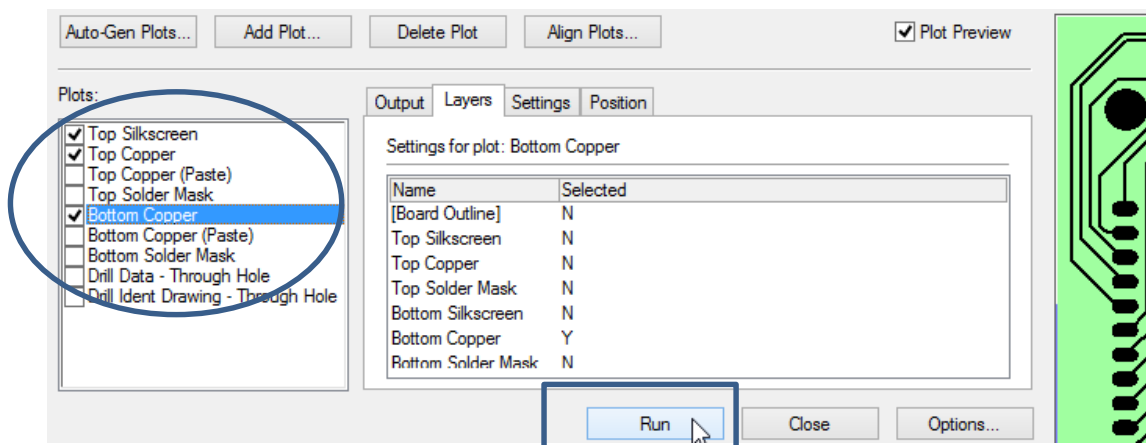 Auto-Gen Plots... Add Plot... Delete Plot Align Plots... Plot Preview
Plots:
Top Silkscreen
Top Copper
Top Copper (Paste)
Top Solder Mask
Bottom Copper
Bottom Copper (Paste)
Bottom Solder Mask
Drill Data - Through Hole
Drill Ident Drawing - Through Hole
Output Layers Settings Position
Settings for plot: Bottom Copper
Name Selected
[Board Outline] N
Top Silkscreen N
Top Copper N
Top Solder Mask N
Bottom Silkscreen N
Bottom Copper Y
Bottom Solder Mask N
Run Close Options...